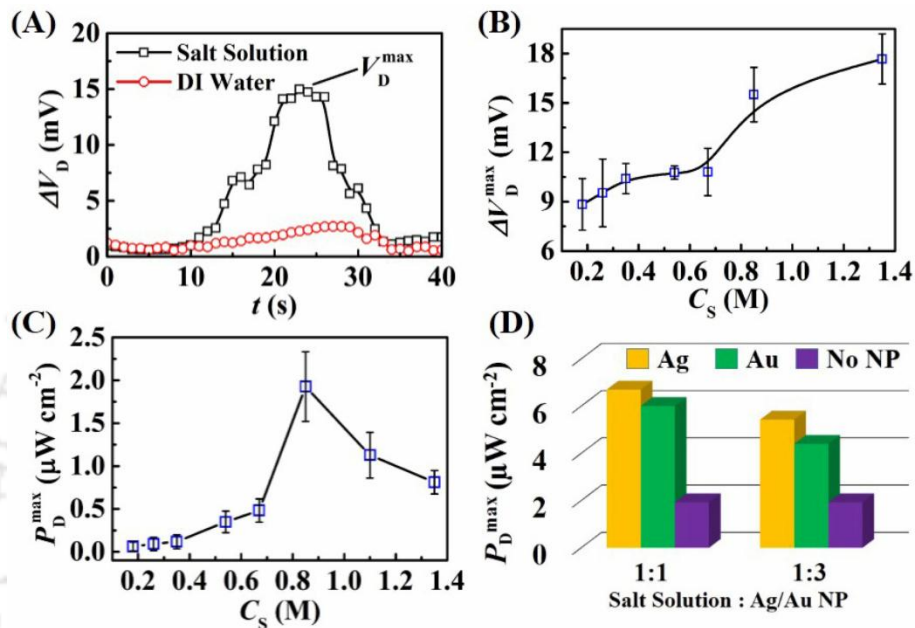 (A)
Salt Solution
DI Water
V_D^max
20
15
10
5
0
ΔV_D (mV)
0 10 20 30 40
t (s)
(B)
18
15
12
9
6
ΔV_D^max (mV)
0.2 0.4 0.6 0.8 1.0 1.2 1.4
C_S (M)
(C)
2.5
2.0
1.5
1.0
0.5
0.0
P_D^max (μW cm⁻²)
0.2 0.4 0.6 0.8 1.0 1.2 1.4
C_S (M)
(D)
Ag Au No NP
8
6
4
2
0
P_D^max (μW cm⁻²)
1:1 1:3
Salt Solution : Ag/Au NP